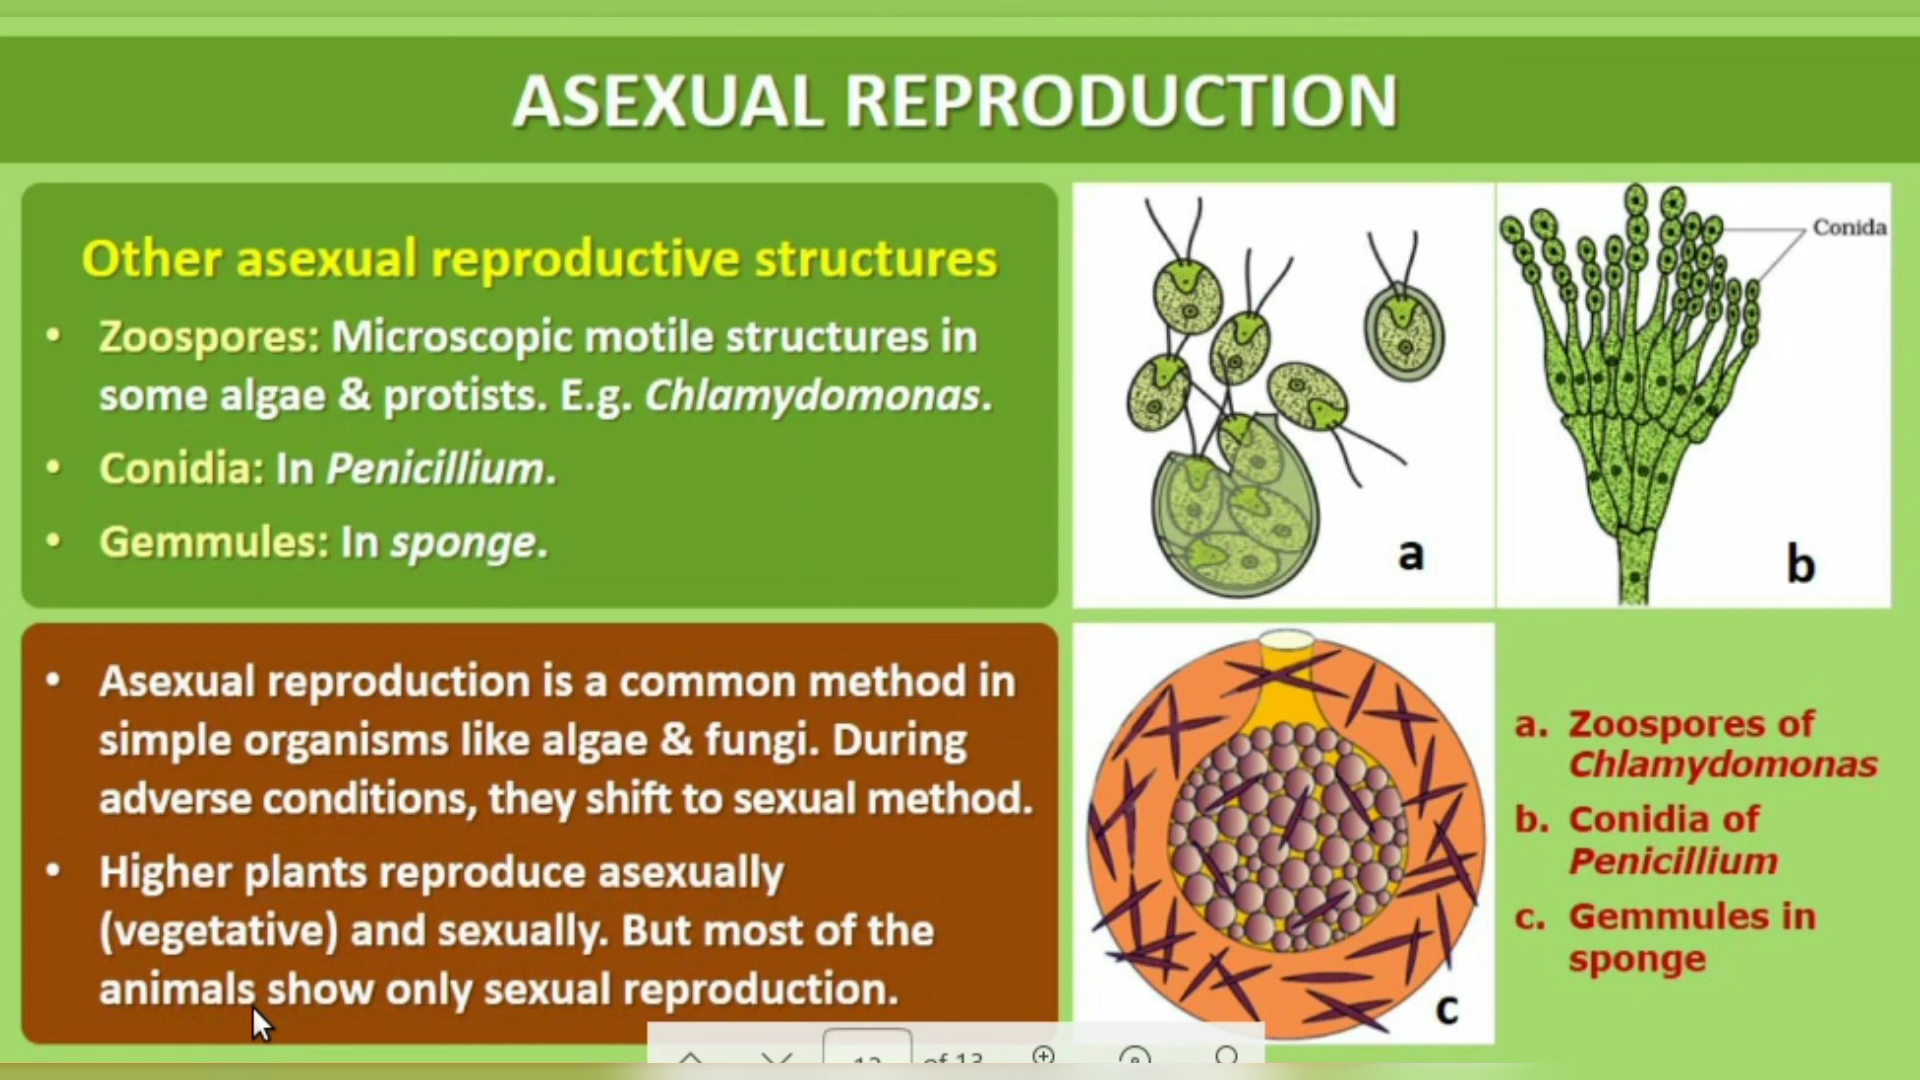 ASEXUAL REPRODUCTION
Other asexual reproductive structures
• Zoospores: Microscopic motile structures in
some algae & protists. E.g. Chlamydomonas.
• Conidia: In Penicillium.
• Gemmules: In sponge.
Conida
a
b
• Asexual reproduction is a common method in
simple organisms like algae & fungi. During
adverse conditions, they shift to sexual method.
• Higher plants reproduce asexually
(vegetative) and sexually. But most of the
animals show only sexual reproduction.
c
a. Zoospores of
Chlamydomonas
b. Conidia of
Penicillium
c. Gemmules in
sponge
of 13